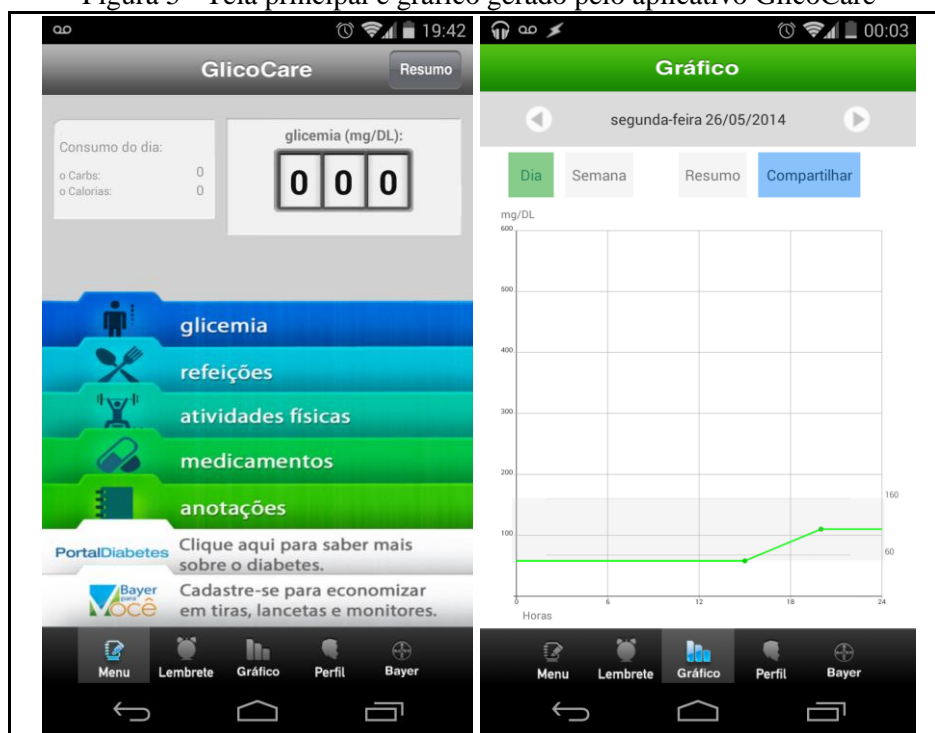 Figura 3 - Tela principal e gráfico gerado pelo aplicativo GlicoCare
19:42
GlicoCare
Resumo
Consumo do dia:
o Carbs: 0
o Calorias: 0
glicemia (mg/DL):
0 0 0
glicemia
refeições
atividades físicas
medicamentos
anotações
PortalDiabetes
Clique aqui para saber mais
sobre o diabetes.
Bayer
para
Você
Cadastre-se para economizar
em tiras, lancetas e monitores.
Menu Lembrete Gráfico Perfil Bayer
00:03
Gráfico
segunda-feira 26/05/2014
Dia Semana Resumo Compartilhar
mg/DL
600
500
400
300
200
160
100
60
0 6 12 18 24
Horas
Menu Lembrete Gráfico Perfil Bayer